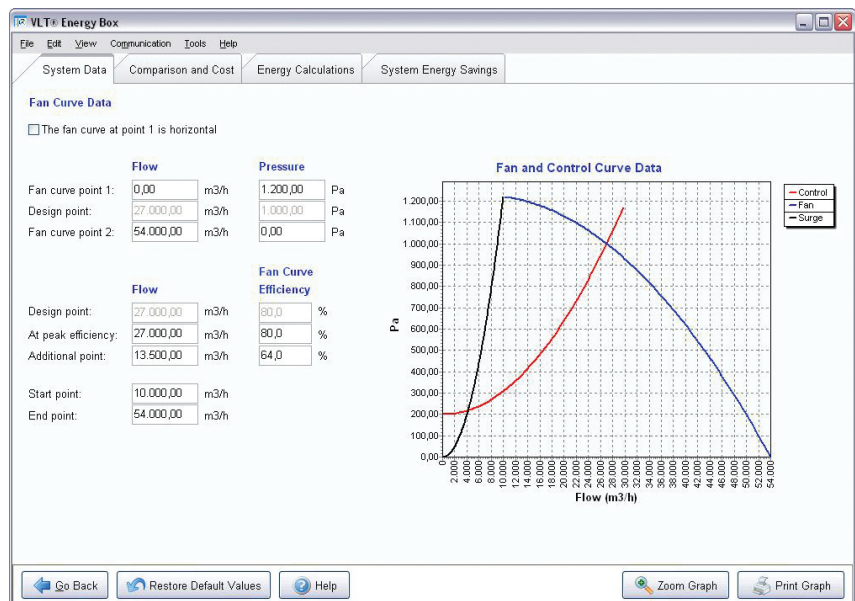 VLT® Energy Box
File Edit View Communication Tools Help
System Data Comparison and Cost Energy Calculations System Energy Savings
Fan Curve Data
The fan curve at point 1 is horizontal
Flow Pressure
Fan curve point 1: 0,00 m3/h 1.200,00 Pa
Design point: 27.000,00 m3/h 1.000,00 Pa
Fan curve point 2: 54.000,00 m3/h 0,00 Pa
Fan Curve
Flow Efficiency
Design point: 27.000,00 m3/h 80,0 %
At peak efficiency: 27.000,00 m3/h 80,0 %
Additional point: 13.500,00 m3/h 64,0 %
Start point: 10.000,00 m3/h
End point: 54.000,00 m3/h
Fan and Control Curve Data
Control
Fan
Surge
1.200,00
1.100,00
1.000,00
900,00
800,00
700,00
600,00
500,00
400,00
300,00
200,00
100,00
0,00
Pa
0 2.000 4.000 6.000 8.000 10.000 12.000 14.000 16.000 18.000 20.000 22.000 24.000 26.000 28.000 30.000 32.000 34.000 36.000 38.000 40.000 42.000 44.000 46.000 48.000 50.000 52.000 54.000
Flow (m3/h)
Go Back Restore Default Values Help Zoom Graph Print Graph